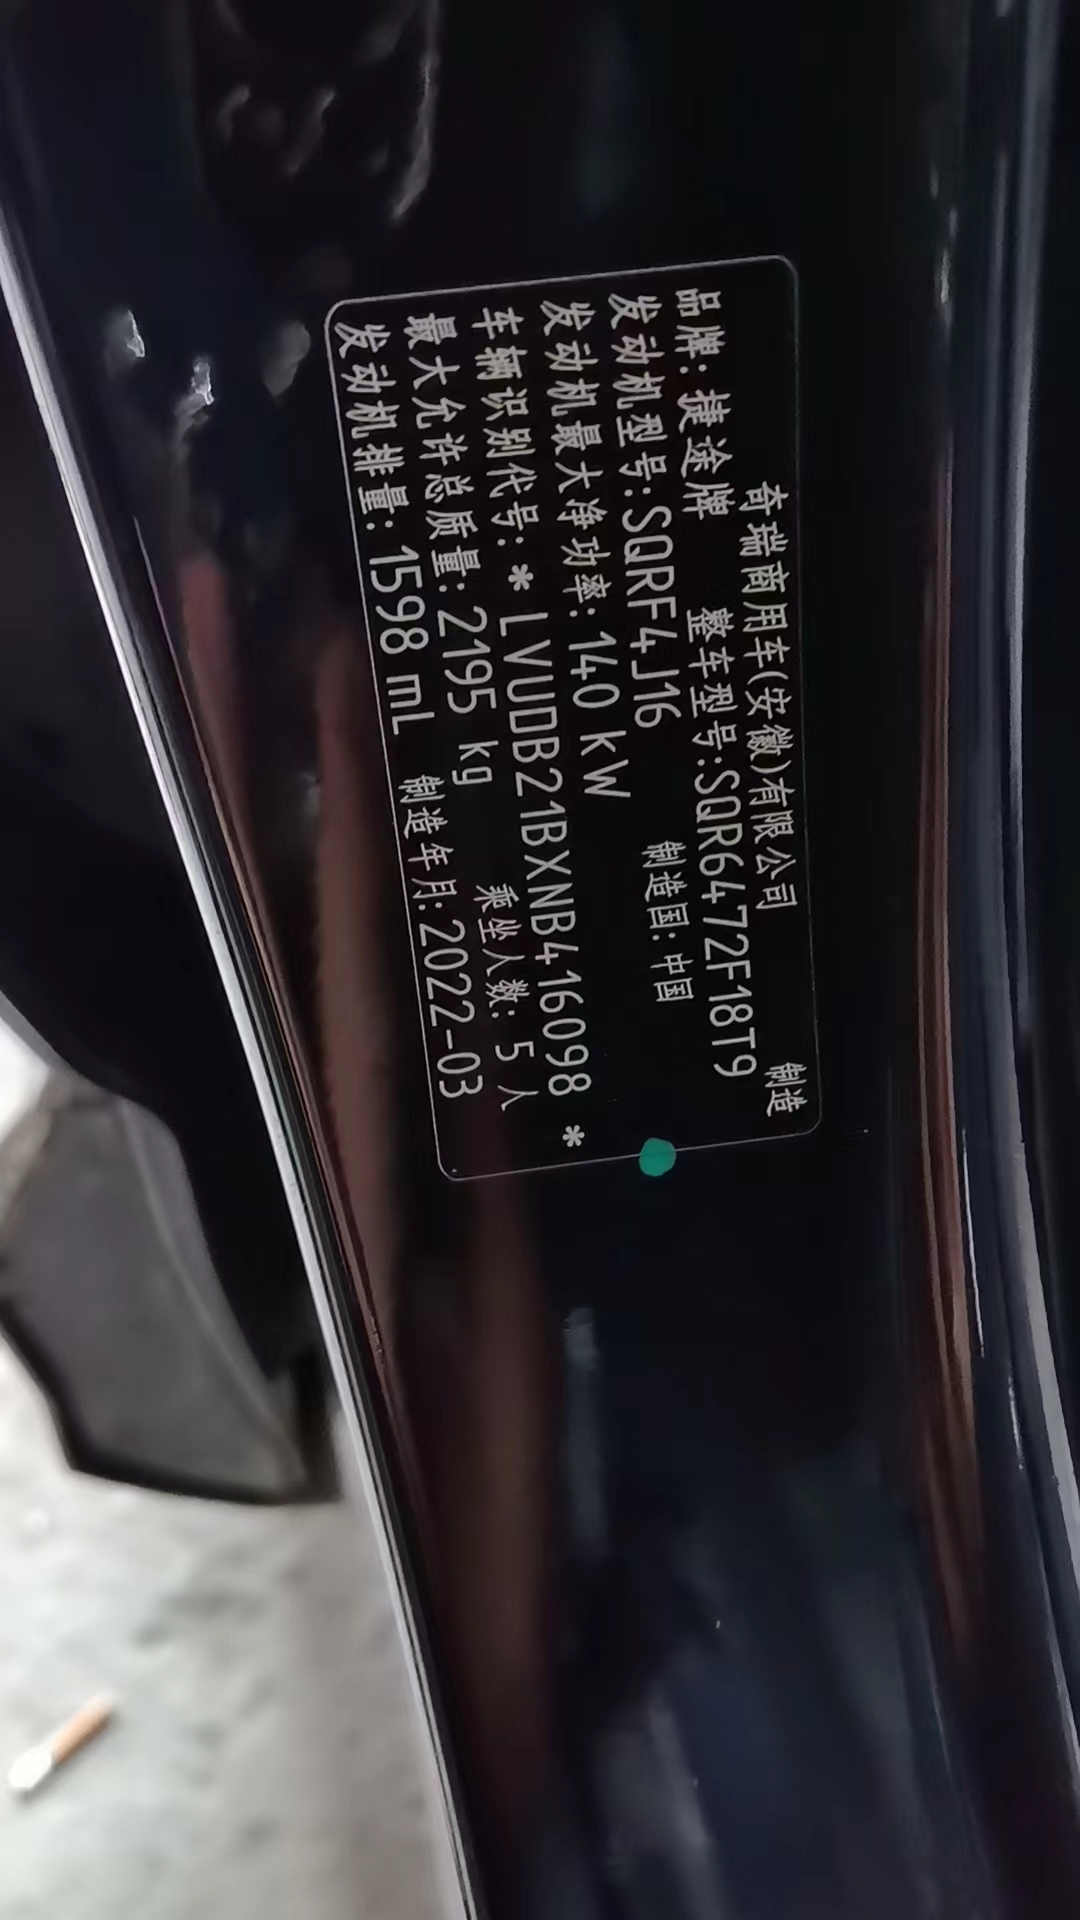 奇瑞商用车(安徽)有限公司 制造
品牌:捷途牌 整车型号:SQR6472F18T9
发动机型号:SQRF4J16 制造国:中国
发动机最大净功率:140 kW
车辆识别代号:*LVUDB21BXNB416098*
最大允许总质量:2195 kg 乘坐人数:5人
发动机排量:1598 mL 制造年月:2022-03